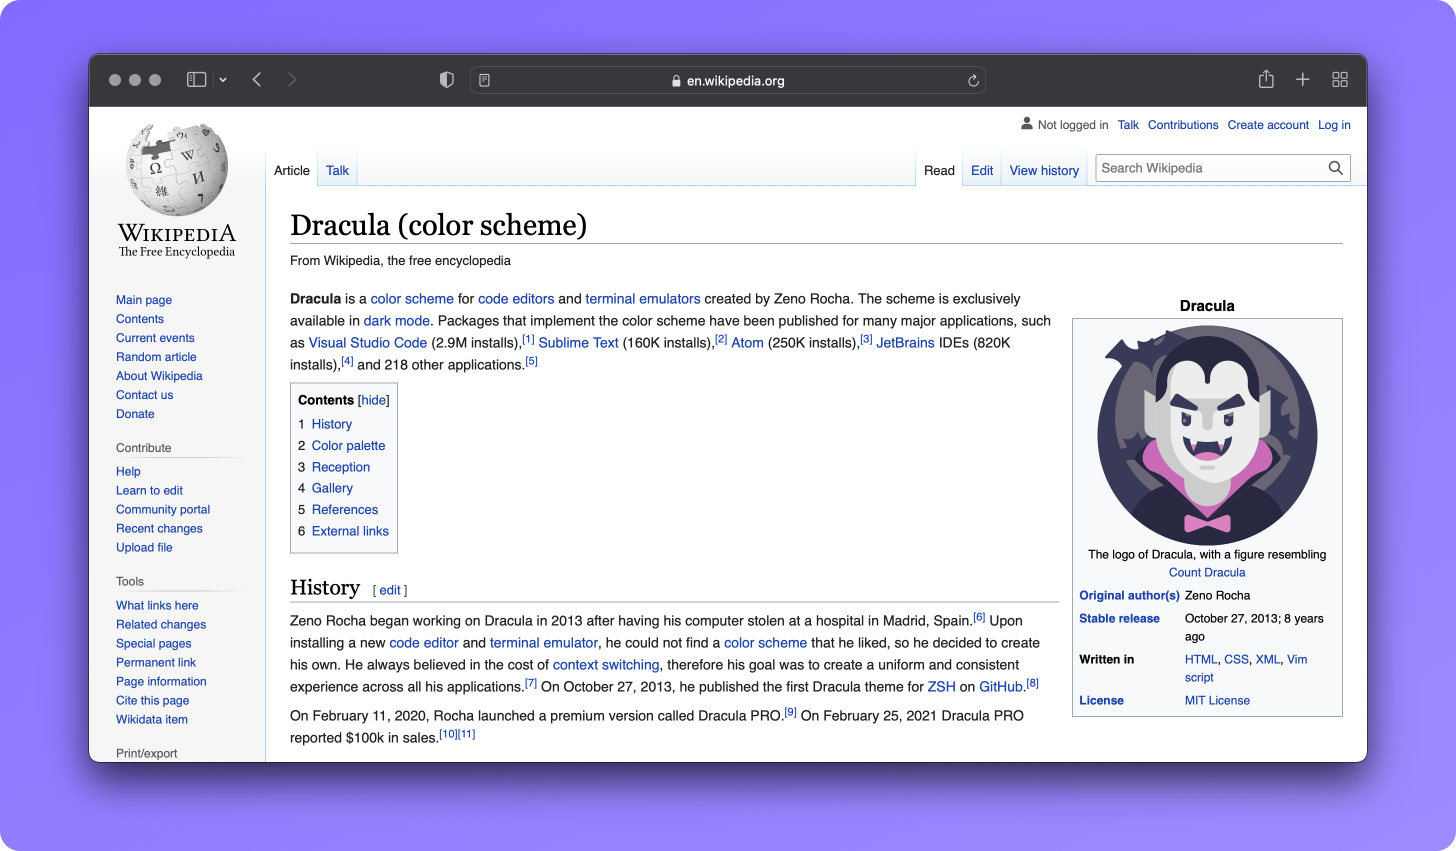 en.wikipedia.org
Not logged in Talk Contributions Create account Log in
Article Talk Read Edit View history Search Wikipedia
WIKIPEDIA
The Free Encyclopedia
Main page
Contents
Current events
Random article
About Wikipedia
Contact us
Donate
Contribute
Help
Learn to edit
Community portal
Recent changes
Upload file
Tools
What links here
Related changes
Special pages
Permanent link
Page information
Cite this page
Wikidata item
Print/export
Dracula (color scheme)
From Wikipedia, the free encyclopedia
Dracula is a color scheme for code editors and terminal emulators created by Zeno Rocha. The scheme is exclusively
available in dark mode. Packages that implement the color scheme have been published for many major applications, such
as Visual Studio Code (2.9M installs),[1] Sublime Text (160K installs),[2] Atom (250K installs),[3] JetBrains IDEs (820K
installs),[4] and 218 other applications.[5]
Contents [hide]
1 History
2 Color palette
3 Reception
4 Gallery
5 References
6 External links
History [ edit ]
Zeno Rocha began working on Dracula in 2013 after having his computer stolen at a hospital in Madrid, Spain.[6] Upon
installing a new code editor and terminal emulator, he could not find a color scheme that he liked, so he decided to create
his own. He always believed in the cost of context switching, therefore his goal was to create a uniform and consistent
experience across all his applications.[7] On October 27, 2013, he published the first Dracula theme for ZSH on GitHub.[8]
On February 11, 2020, Rocha launched a premium version called Dracula PRO.[9] On February 25, 2021 Dracula PRO
reported $100k in sales.[10][11]
Dracula
The logo of Dracula, with a figure resembling
Count Dracula
Original author(s) Zeno Rocha
Stable release October 27, 2013; 8 years
ago
Written in HTML, CSS, XML, Vim
script
License MIT License